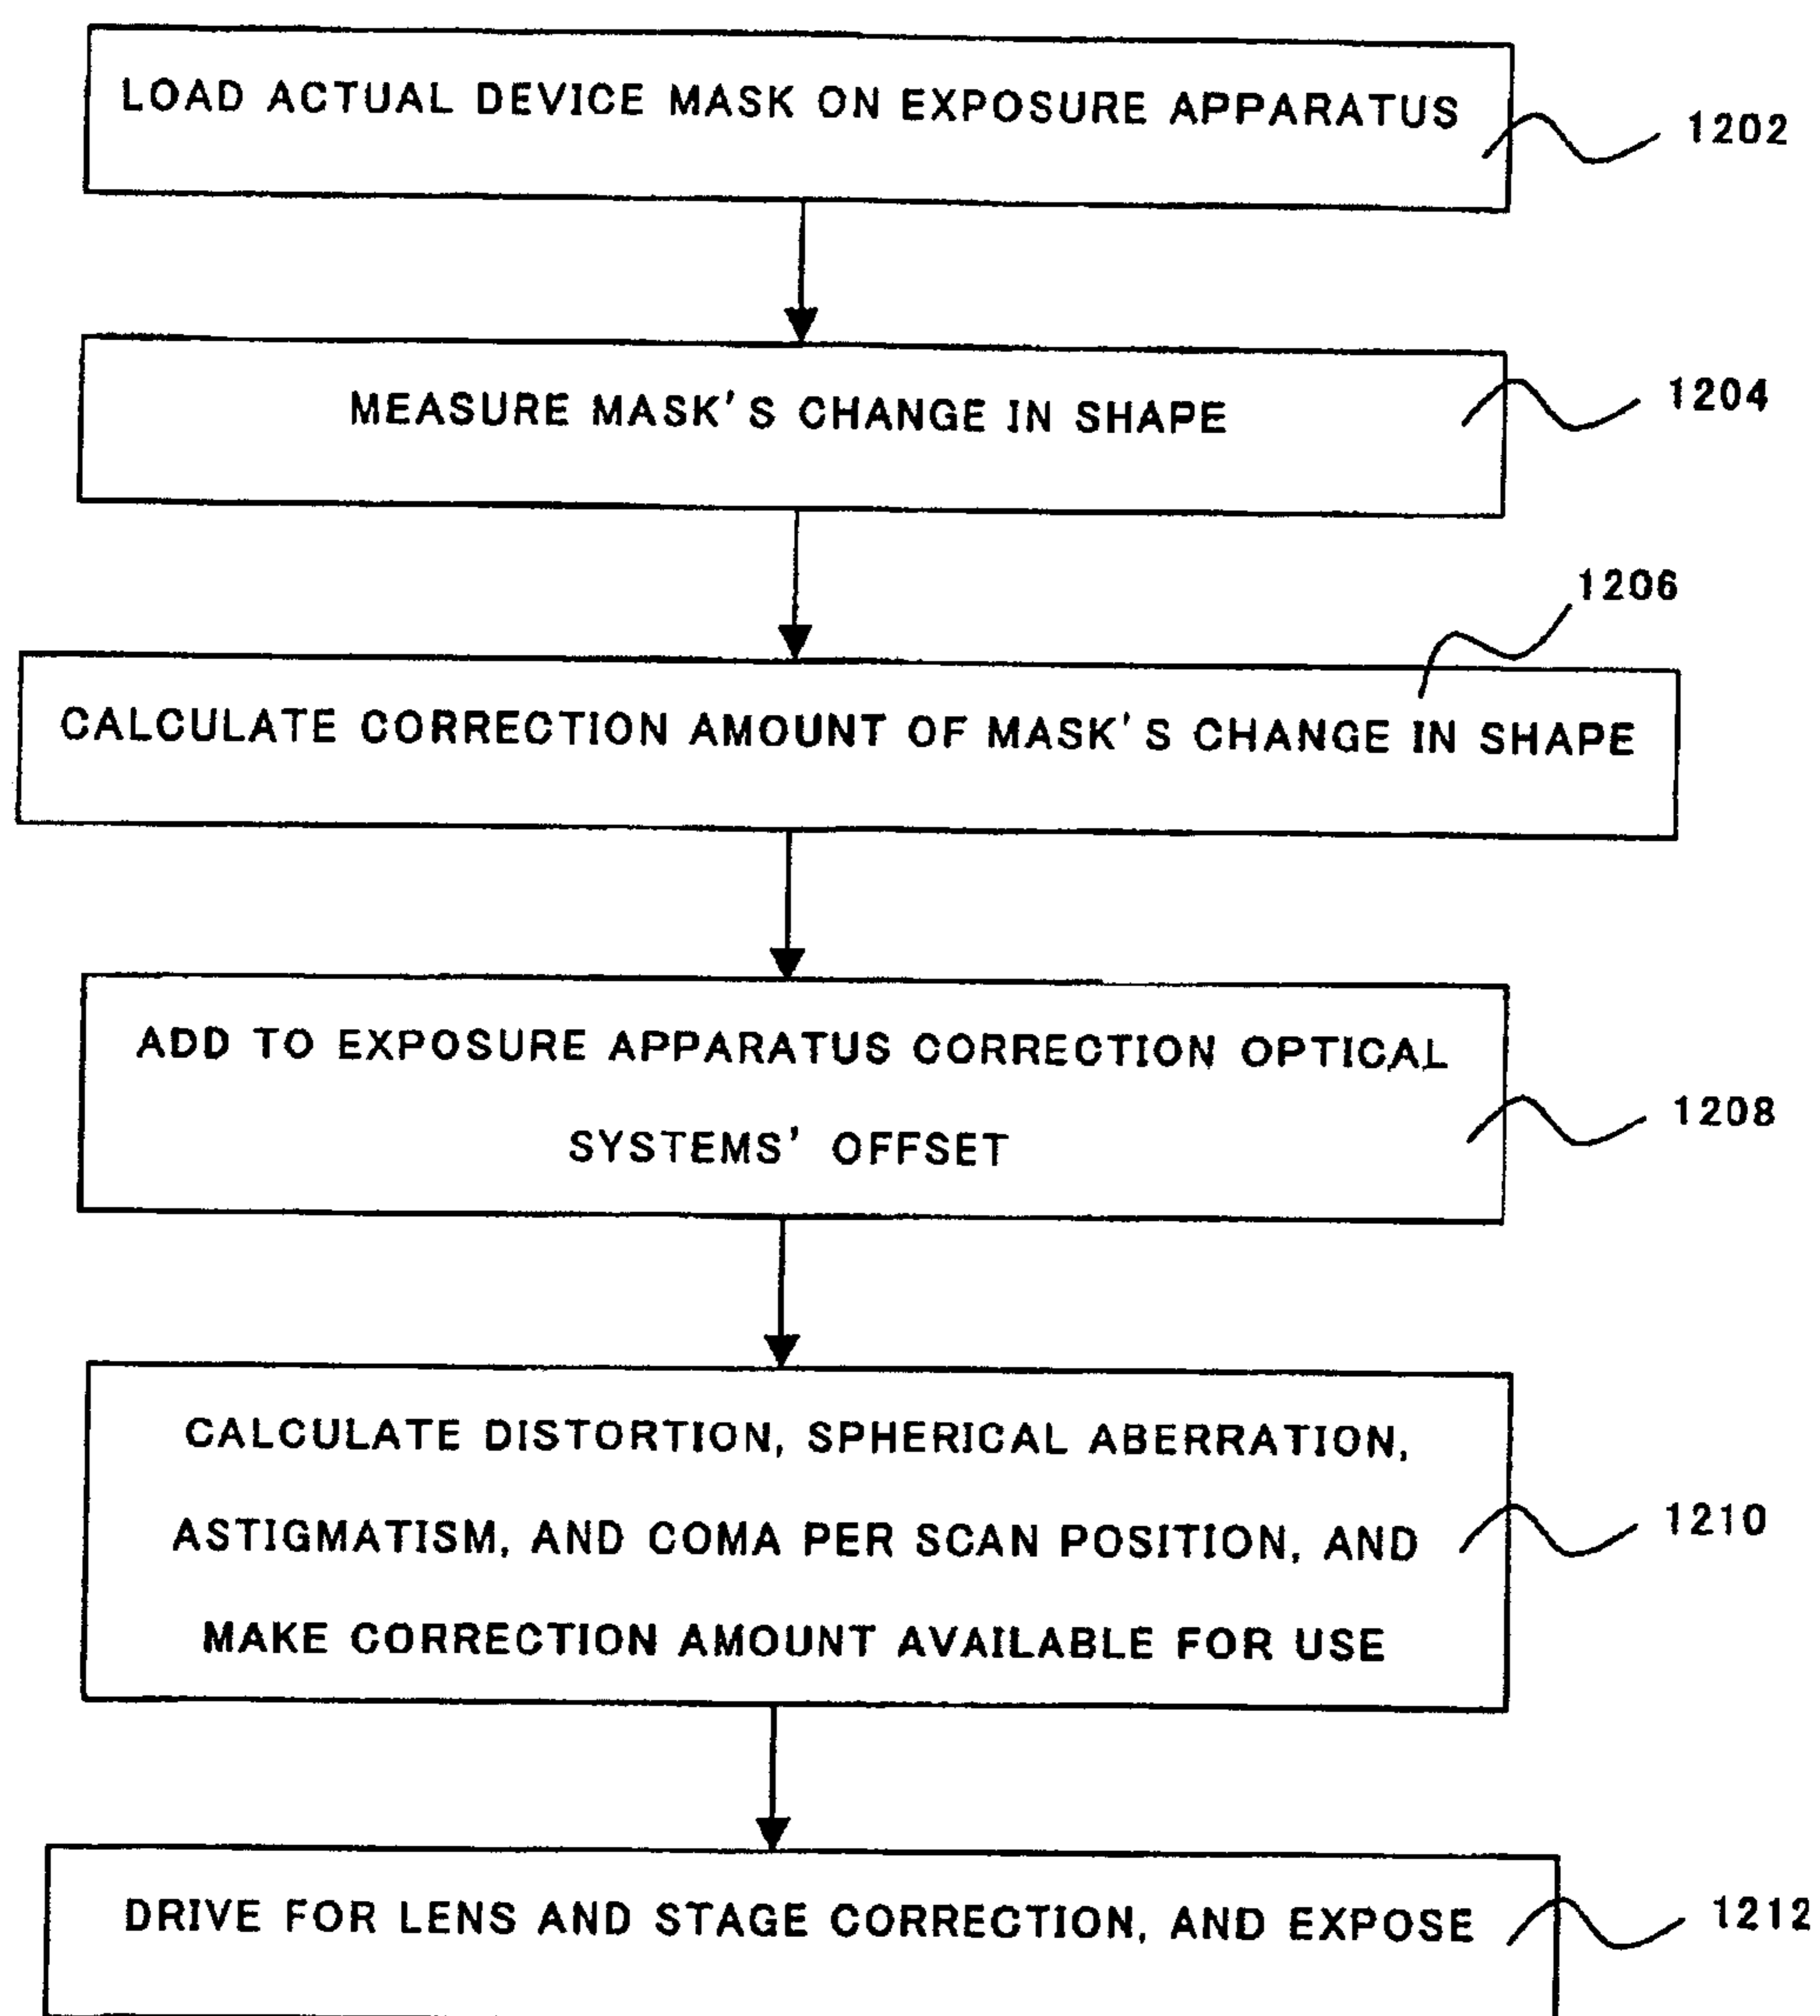 LOAD ACTUAL DEVICE MASK ON EXPOSURE APPARATUS
1202
MEASURE MASK'S CHANGE IN SHAPE
1204
1206
CALCULATE CORRECTION AMOUNT OF MASK'S CHANGE IN SHAPE
ADD TO EXPOSURE APPARATUS CORRECTION OPTICAL
SYSTEMS' OFFSET
1208
CALCULATE DISTORTION, SPHERICAL ABERRATION,
ASTIGMATISM, AND COMA PER SCAN POSITION, AND
MAKE CORRECTION AMOUNT AVAILABLE FOR USE
1210
DRIVE FOR LENS AND STAGE CORRECTION, AND EXPOSE
1212